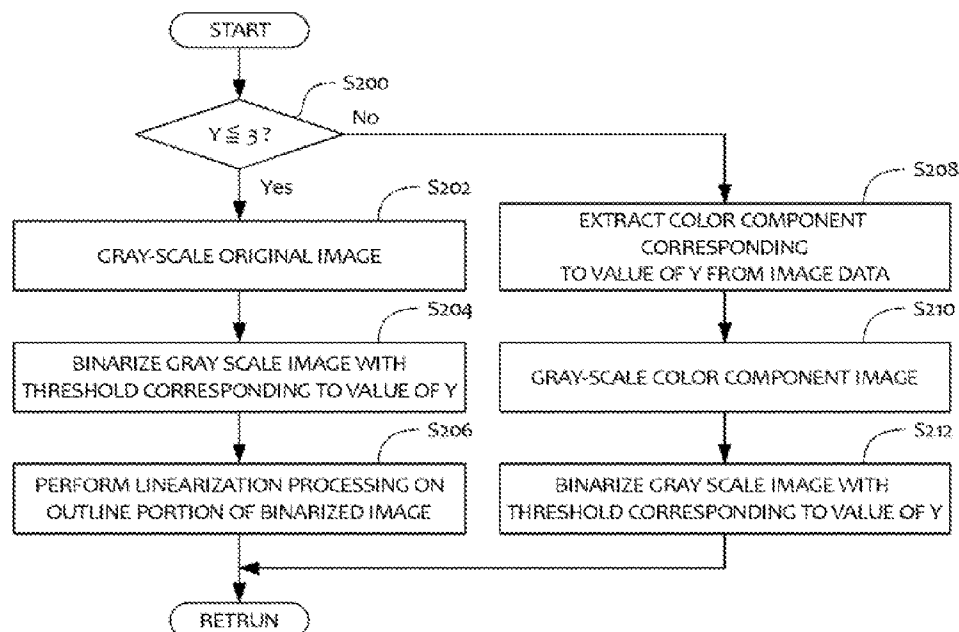 START
S200
Y ≦ 3 ?
No
Yes
S202
GRAY-SCALE ORIGINAL IMAGE
S204
BINARIZE GRAY SCALE IMAGE WITH
THRESHOLD CORRESPONDING TO VALUE OF Y
S206
PERFORM LINEARIZATION PROCESSING ON
OUTLINE PORTION OF BINARIZED IMAGE
S208
EXTRACT COLOR COMPONENT
CORRESPONDING
TO VALUE OF Y FROM IMAGE DATA
S210
GRAY-SCALE COLOR COMPONENT IMAGE
S212
BINARIZE GRAY SCALE IMAGE WITH
THRESHOLD CORRESPONDING TO VALUE OF Y
RETRUN